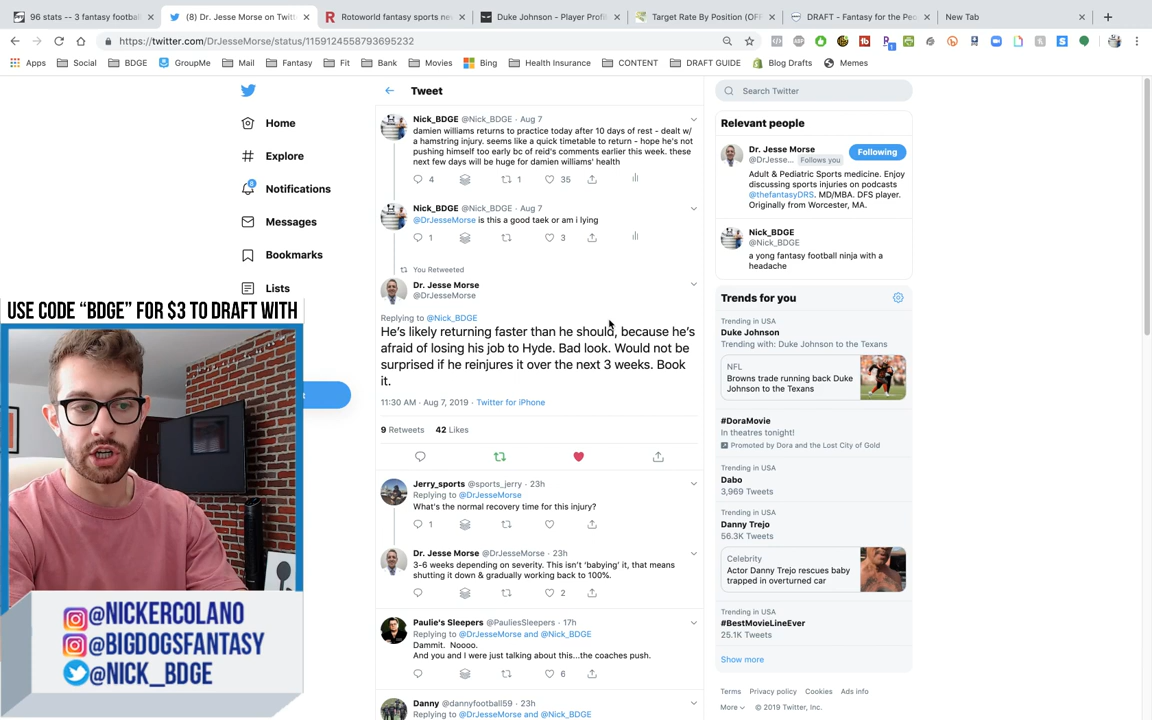 96 stats -- 3 fantasy footbal
(8) Dr. Jesse Morse on Twitt
Rotoworld fantasy sports ne
Duke Johnson - Player Profil
Target Rate By Position (OFF
DRAFT - Fantasy for the Peo
New Tab
https://twitter.com/DrJesseMorse/status/1159124558793695232
Apps
Social
BDGE
GroupMe
Mail
Fantasy
Fit
Bank
Movies
Bing
Health Insurance
CONTENT
DRAFT GUIDE
Blog Drafts
Memes
Home
Explore
Notifications
Messages
Bookmarks
Lists
Tweet
Nick_BDGE @Nick_BDGE · Aug 7
damien williams returns to practice today after 10 days of rest - dealt w/
a hamstring injury. seems like a quick timetable to return - hope he's not
pushing himself too early bc of reid's comments earlier this week. these
next few days will be huge for damien williams' health
4 1 35
Nick_BDGE @Nick_BDGE · Aug 7
@DrJesseMorse is this a good taek or am i lying
1 3
You Retweeted
Dr. Jesse Morse
@DrJesseMorse
Replying to @Nick_BDGE
He's likely returning faster than he should, because he's
afraid of losing his job to Hyde. Bad look. Would not be
surprised if he reinjures it over the next 3 weeks. Book
it.
11:30 AM · Aug 7, 2019 · Twitter for iPhone
9 Retweets 42 Likes
Jerry_sports @sports_jerry · 23h
Replying to @DrJesseMorse
What's the normal recovery time for this injury?
1
Dr. Jesse Morse @DrJesseMorse · 23h
3-6 weeks depending on severity. This isn't 'babying' it, that means
shutting it down & gradually working back to 100%.
2
Paulie's Sleepers @PauliesSleepers · 17h
Replying to @DrJesseMorse and @Nick_BDGE
Dammit. Noooo.
And you and I were just talking about this...the coaches push.
6
Danny @dannyfootball59 · 23h
Replying to @DrJesseMorse and @Nick_BDGE
Search Twitter
Relevant people
Dr. Jesse Morse
@DrJesse... Follows you
Following
Adult & Pediatric Sports medicine. Enjoy
discussing sports injuries on podcasts
@thefantasyDRS. MD/MBA. DFS player.
Originally from Worcester, MA.
Nick_BDGE
@Nick_BDGE
a yong fantasy football ninja with a
headache
Trends for you
Trending in USA
Duke Johnson
Trending with: Duke Johnson to the Texans
NFL
Browns trade running back Duke
Johnson to the Texans
#DoraMovie
In theatres tonight!
Promoted by Dora and the Lost City of Gold
Trending in USA
Dabo
3,969 Tweets
Trending in USA
Danny Trejo
56.3K Tweets
Celebrity
Actor Danny Trejo rescues baby
trapped in overturned car
Trending in USA
#BestMovieLineEver
25.1K Tweets
Show more
Terms Privacy policy Cookies Ads info
More © 2019 Twitter, Inc.
USE CODE "BDGE" FOR $3 TO DRAFT WITH
@NICKERCOLANO
@BIGDOGSFANTASY
@NICK_BDGE